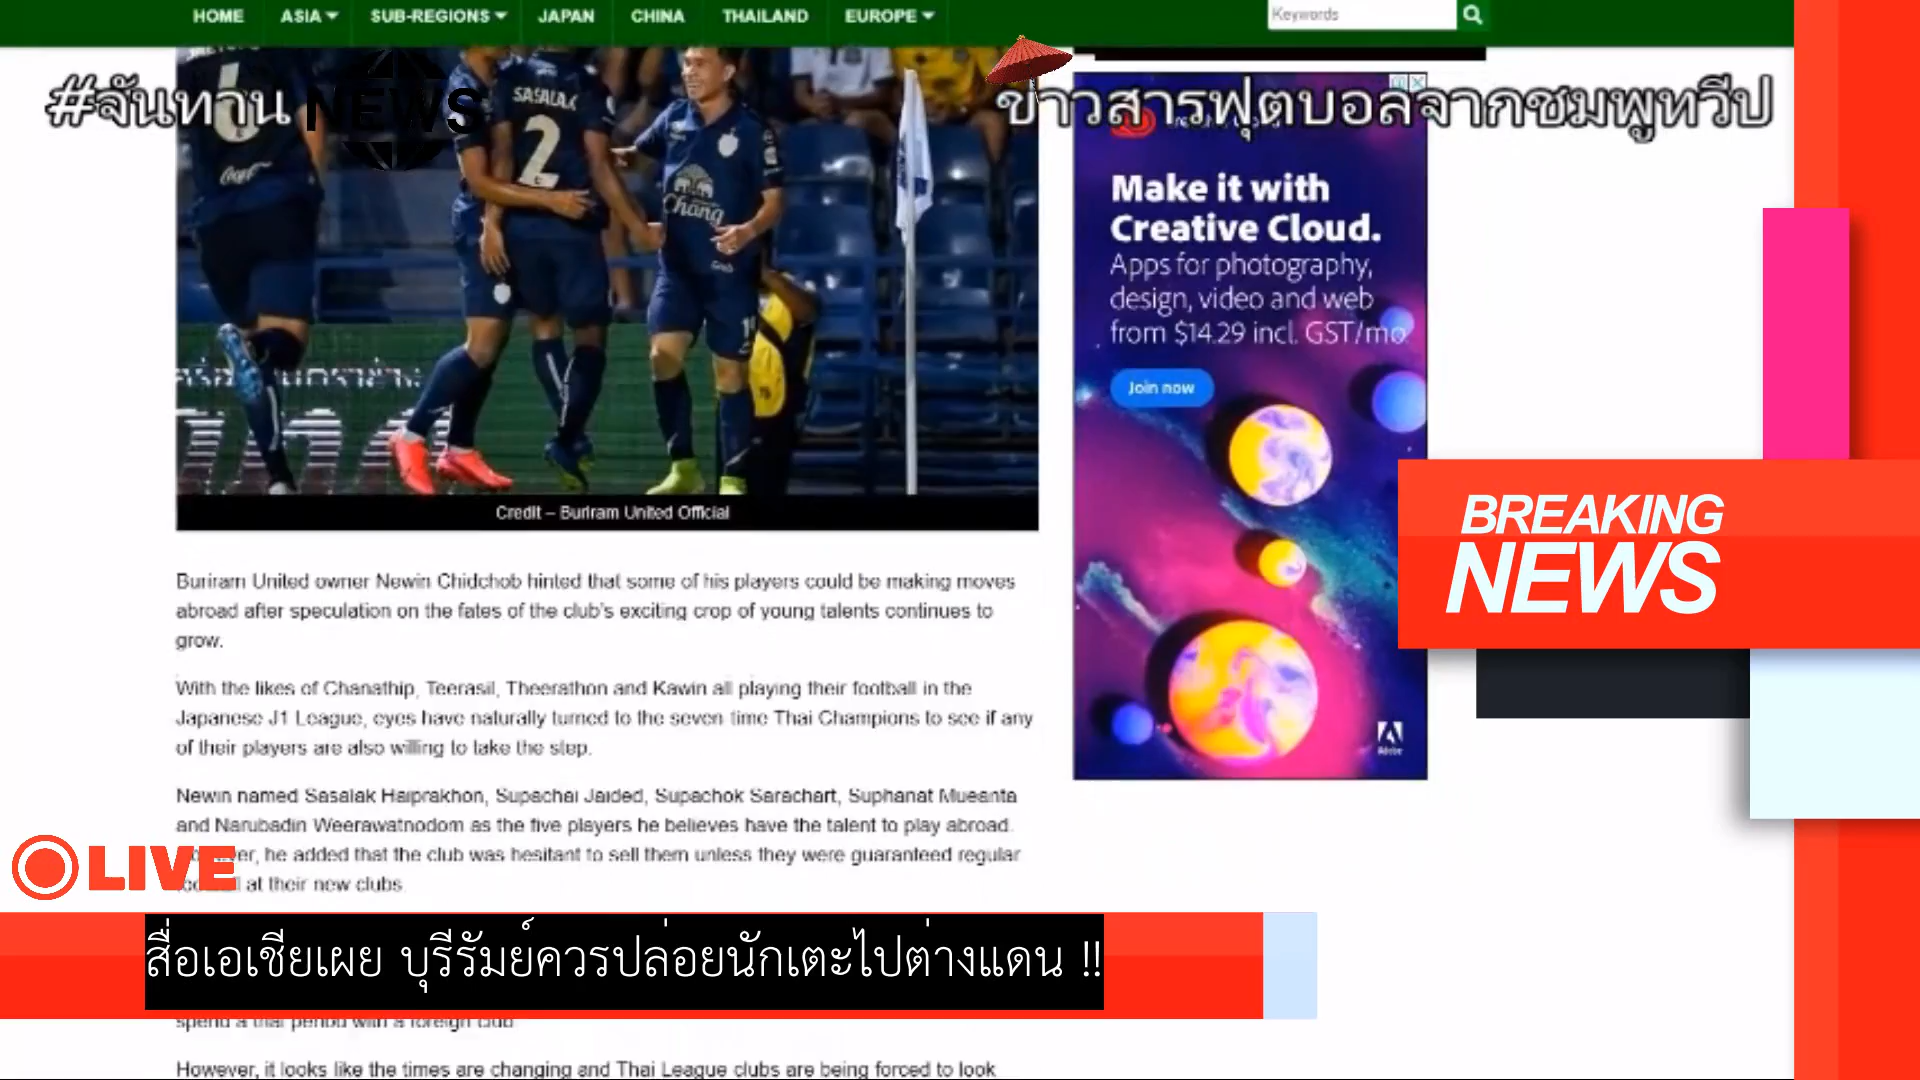 HOME
ASIA
SUB-REGIONS
JAPAN
CHINA
THAILAND
EUROPE
Keywords
#จันทาน
NEWS
ข่าวสารฟุตบอลจากชมพูทวีป
SASALAK
2
Coca-Cola
Chang
Grab
Make it with
Creative Cloud.
Apps for photography,
design, video and web
from $14.29 incl. GST/mo.
Join now
Adobe
Credit – Buriram United Official
BREAKING
NEWS
Buriram United owner Newin Chidchob hinted that some of his players could be making moves
abroad after speculation on the fates of the club's exciting crop of young talents continues to
grow.
With the likes of Chanathip, Teerasil, Theerathon and Kawin all playing their football in the
Japanese J1 League, eyes have naturally turned to the seven time Thai Champions to see if any
of their players are also willing to take the step.
Newin named Sasalak Haiprakhon, Supachai Jaided, Supachok Sarachart, Suphanat Mueanta
and Narubadin Weerawatnodom as the five players he believes have the talent to play abroad.
he added that the club was hesitant to sell them unless they were guaranteed regular
at their new clubs
LIVE
สื่อเอเชียเผย บุรีรัมย์ควรปล่อยนักเตะไปต่างแดน !!
spend a trial period with a foreign club
However, it looks like the times are changing and Thai League clubs are being forced to look